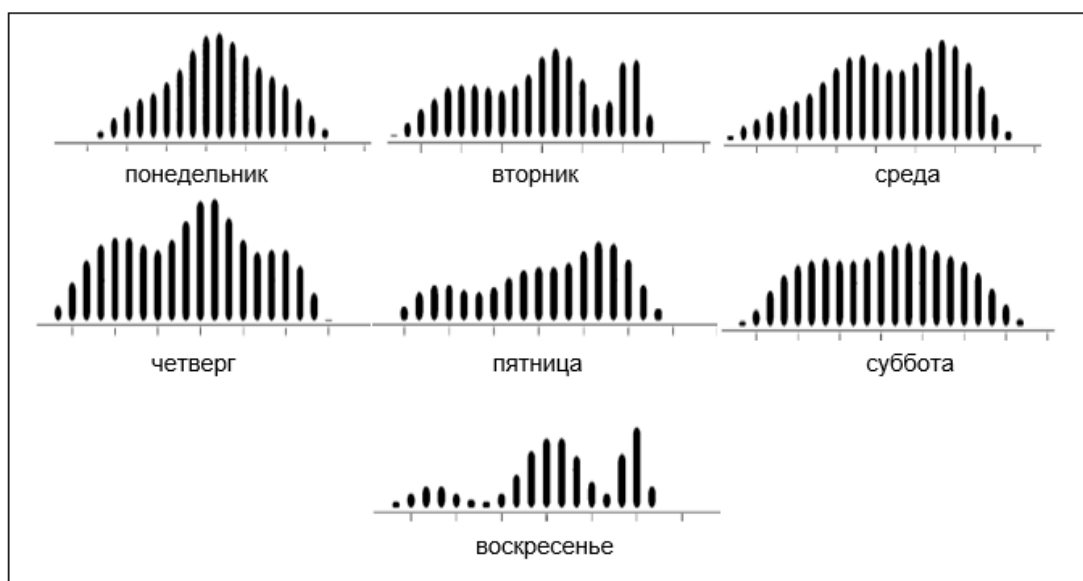 понедельник
вторник
среда
четверг
пятница
суббота
воскресенье